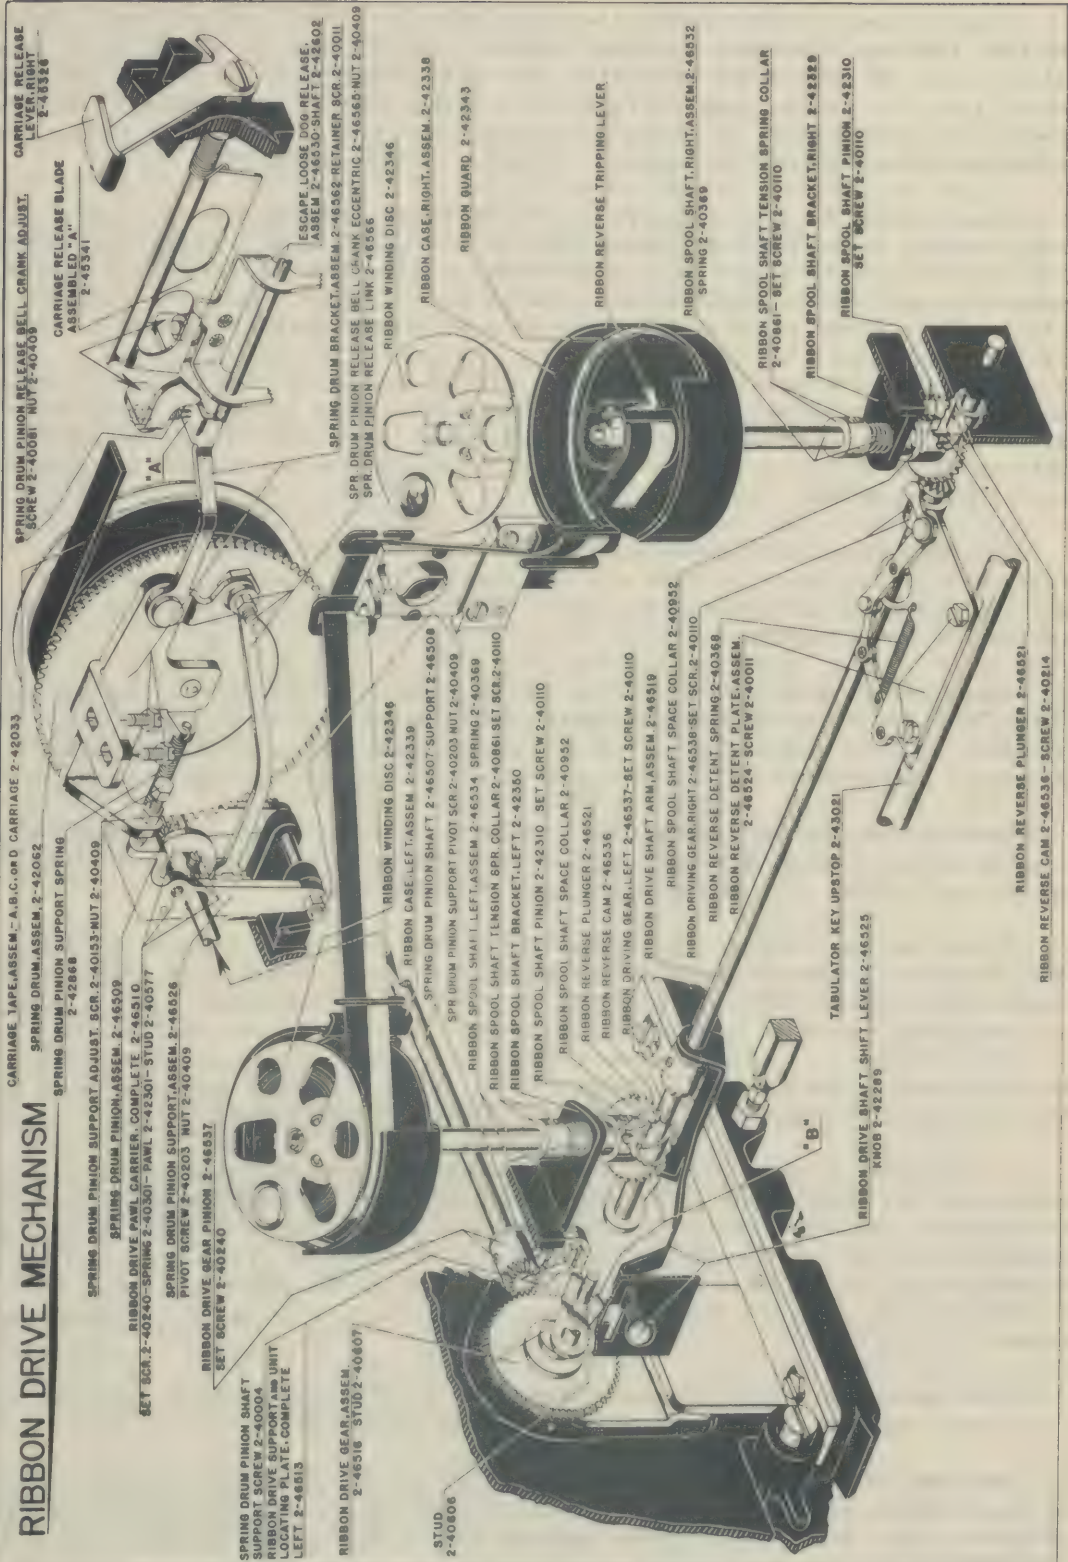 RIBBON DRIVE MECHANISM
CARRIAGE TAPE,ASSEM.- A.B.C. OR D CARRIAGE 2-42033
SPRING DRUM,ASSEM. 2-42062
SPRING DRUM PINION SUPPORT SPRING
2-42868
SPRING DRUM PINION SUPPORT ADJUST. SCR. 2-40153-NUT 2-40409
SPRING DRUM PINION,ASSEM. 2-46509
RIBBON DRIVE PAWL CARRIER, COMPLETE 2-46510
SET SCR.2-40240-SPRING 2-40301-PAWL 2-42301-STUD 2-40577
SPRING DRUM PINION SUPPORT,ASSEM. 2-46526
PIVOT SCREW 2-40203 NUT 2-40409
RIBBON DRIVE GEAR PINION 2-46537
SET SCREW 2-40240
SPRING DRUM PINION SHAFT
SUPPORT SCREW 2-40004
RIBBON DRIVE SUPPORT AND UNIT
LOCATING PLATE, COMPLETE
LEFT 2-46513
RIBBON DRIVE GEAR,ASSEM.
2-46516 STUD 2-40607
STUD
2-40606
SPRING DRUM PINION RELEASE BELL CRANK ADJUST.
SCREW 2-40081 NUT 2-40409
CARRIAGE RELEASE
LEVER,RIGHT
2-45326
CARRIAGE RELEASE BLADE
ASSEMBLED "A"
2-45341
"A"
ESCAPE. LOOSE DOG RELEASE,
ASSEM 2-46530-SHAFT 2-42602
SPRING DRUM BRACKET,ASSEM. 2-46562-RETAINER SCR. 2-40011
SPR. DRUM PINION RELEASE BELL CRANK ECCENTRIC 2-46565-NUT 2-40409
SPR. DRUM PINION RELEASE LINK 2-46566
RIBBON WINDING DISC 2-42346
RIBBON CASE,RIGHT,ASSEM. 2-42338
RIBBON GUARD 2-42343
RIBBON REVERSE TRIPPING LEVER
RIBBON SPOOL SHAFT,RIGHT,ASSEM. 2-46532
SPRING 2-40369
RIBBON SPOOL SHAFT TENSION SPRING COLLAR
2-40861- SET SCREW 2-40110
RIBBON SPOOL SHAFT BRACKET,RIGHT 2-42329
RIBBON SPOOL SHAFT PINION 2-42310
SET SCREW 2-40110
RIBBON WINDING DISC 2-42346
RIBBON CASE,LEFT,ASSEM 2-42339
SPRING DRUM PINION SHAFT 2-46507-SUPPORT 2-46508
SPR DRUM PINION SUPPORT PIVOT SCR 2-40203 NUT 2-40409
RIBBON SPOOL SHAFT LEFT,ASSEM 2-46534 SPRING 2-40369
RIBBON SPOOL SHAFT TENSION SPR. COLLAR 2-40861 SET SCR. 2-40110
RIBBON SPOOL SHAFT BRACKET,LEFT 2-42350
RIBBON SPOOL SHAFT PINION 2-42310 SET SCREW 2-40110
RIBBON SPOOL SHAFT SPACE COLLAR 2-40952
RIBBON REVERSE PLUNGER 2-46521
RIBBON REVERSE CAM 2-46536
RIBBON DRIVING GEAR,LEFT 2-46537-SET SCREW 2-40110
RIBBON DRIVE SHAFT ARM,ASSEM. 2-46519
RIBBON SPOOL SHAFT SPACE COLLAR 2-40952
RIBBON DRIVING GEAR,RIGHT 2-46538-SET SCR. 2-40110
RIBBON REVERSE DETENT SPRING 2-40368
RIBBON REVERSE DETENT PLATE,ASSEM.
2-46524 - SCREW 2-40011
"B"
TABULATOR KEY UPSTOP 2-43021
RIBBON DRIVE SHAFT SHIFT LEVER 2-46525
KNOB 2-42289
RIBBON REVERSE PLUNGER 2-46521
RIBBON REVERSE CAM 2-46536- SCREW 2-40214